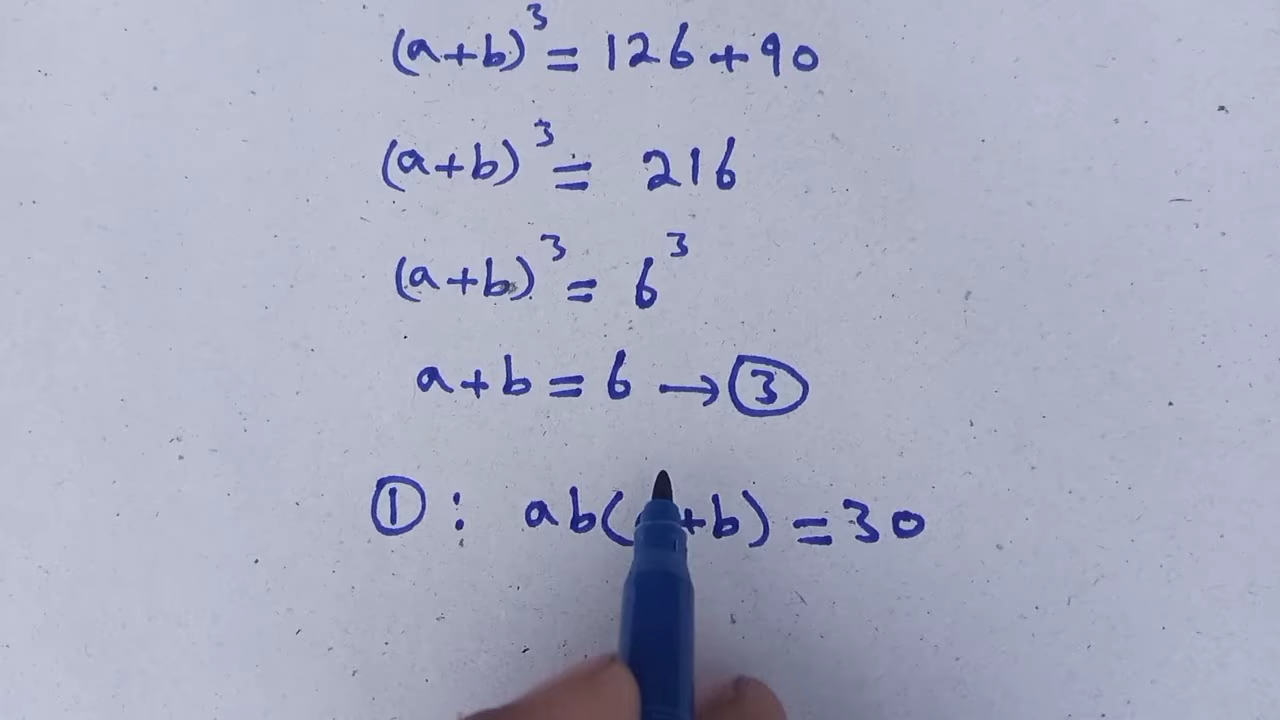 (a+b)³ = 126+90
(a+b)³ = 216
(a+b)³ = 6³
a+b = 6 → ③
① : ab( +b) = 30